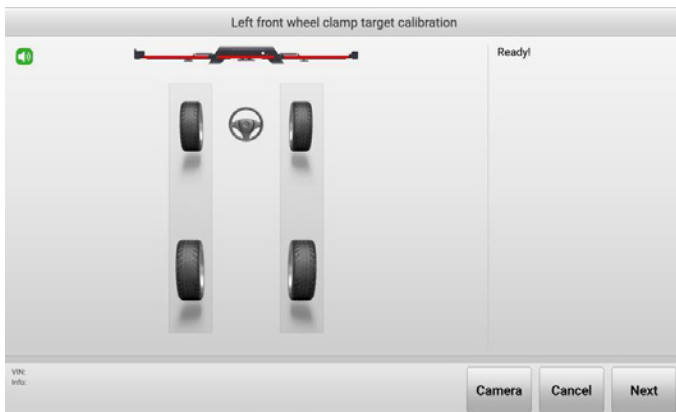 Left front wheel clamp target calibration
Ready!
VIN:
Info:
Camera
Cancel
Next